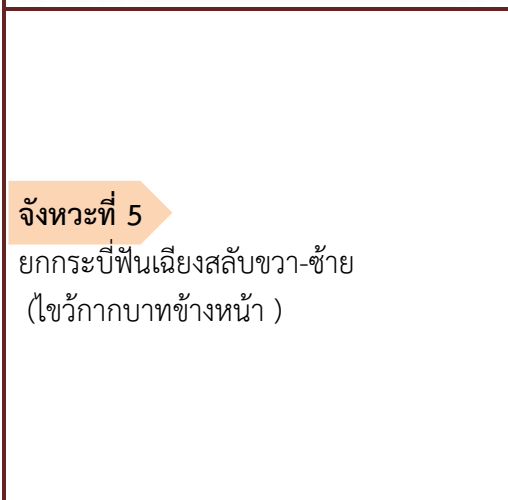 จังหวะที่ 5
ยกกระบี่ฟันเฉียงสลับขวา-ซ้าย
(ไขว้กากบาทข้างหน้า )